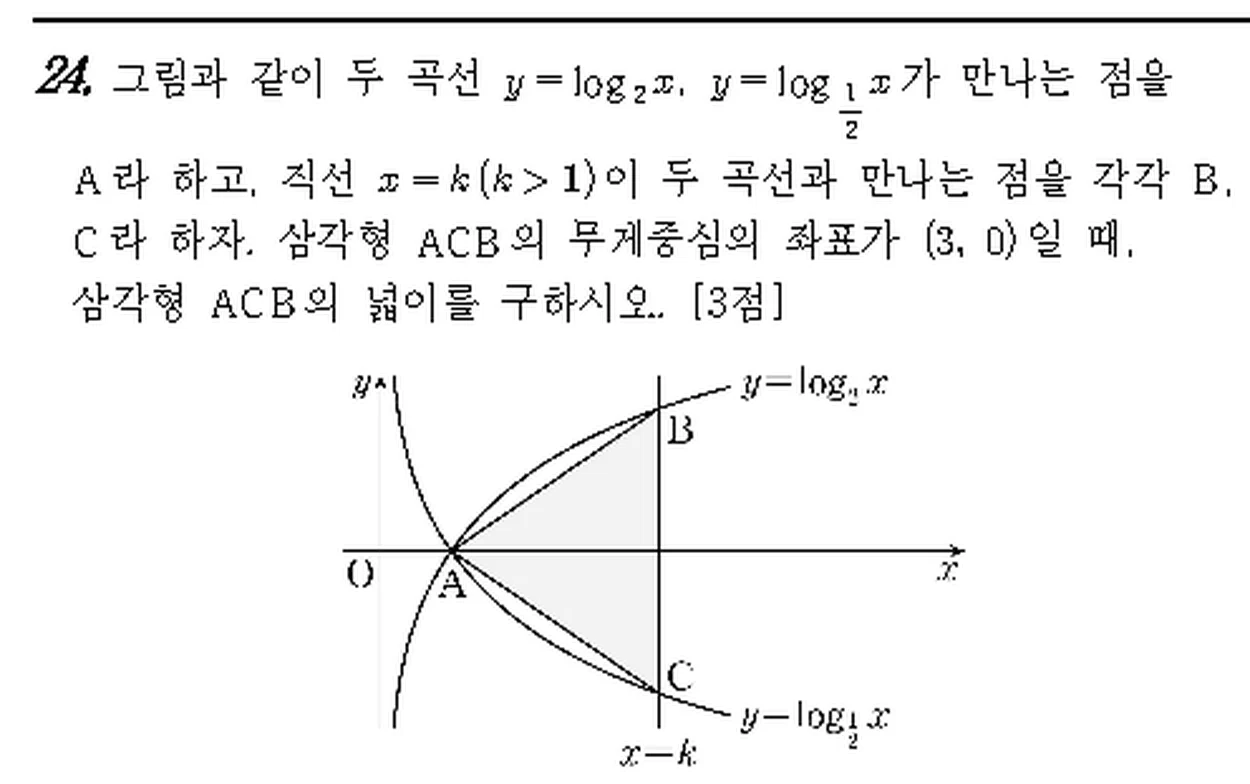 24. 그림과 같이 두 곡선 y=log₂x, y=log_{1/2}x가 만나는 점을
A라 하고, 직선 x=k(k>1)이 두 곡선과 만나는 점을 각각 B,
C라 하자. 삼각형 ACB의 무게중심의 좌표가 (3, 0)일 때,
삼각형 ACB의 넓이를 구하시오. [3점]
y
y=log₂x
B
O
A
x
C
y=log_{1/2}x
x=k